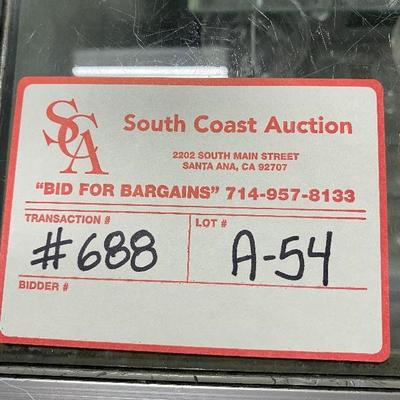 SCA
South Coast Auction
2202 SOUTH MAIN STREET
SANTA ANA, CA 92707
"BID FOR BARGAINS" 714-957-8133
TRANSACTION # LOT #
#688 A-54
BIDDER #